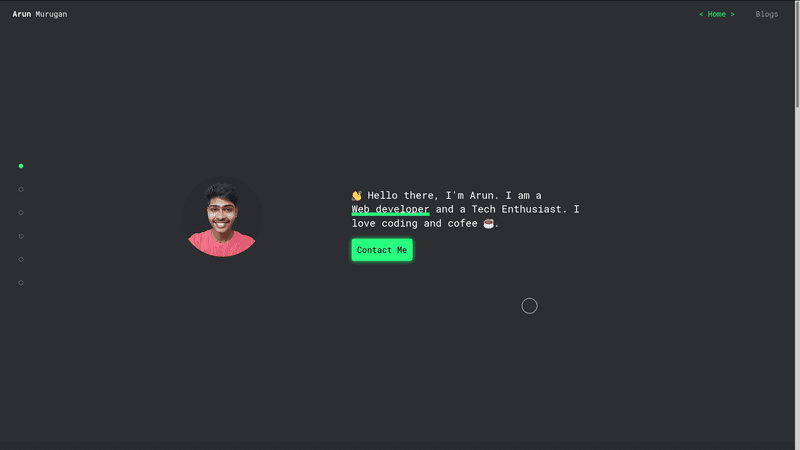 Arun Murugan
< Home > Blogs
👋 Hello there, I'm Arun. I am a
Web developer and a Tech Enthusiast. I
love coding and cofee ☕.
Contact Me